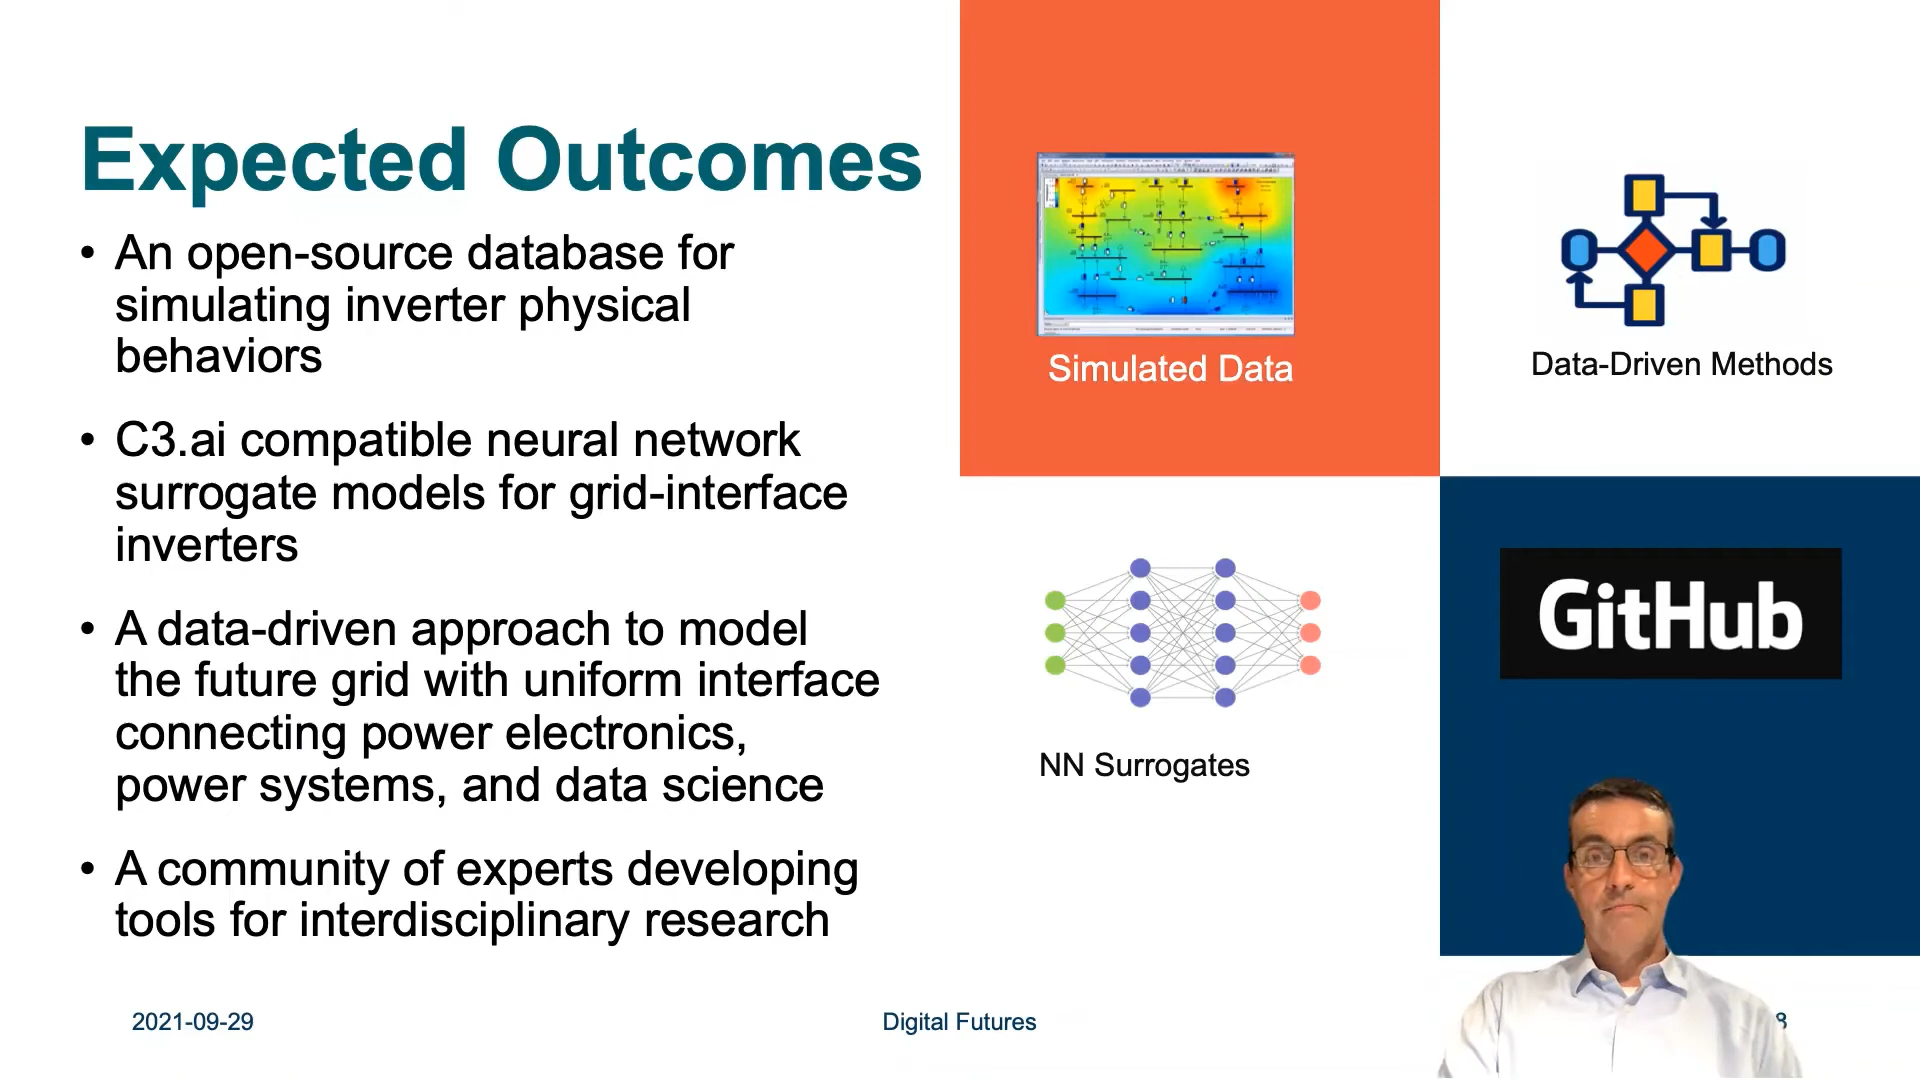 Expected Outcomes
• An open-source database for
simulating inverter physical
behaviors
• C3.ai compatible neural network
surrogate models for grid-interface
inverters
• A data-driven approach to model
the future grid with uniform interface
connecting power electronics,
power systems, and data science
• A community of experts developing
tools for interdisciplinary research
Simulated Data
Data-Driven Methods
NN Surrogates
GitHub
2021-09-29
Digital Futures